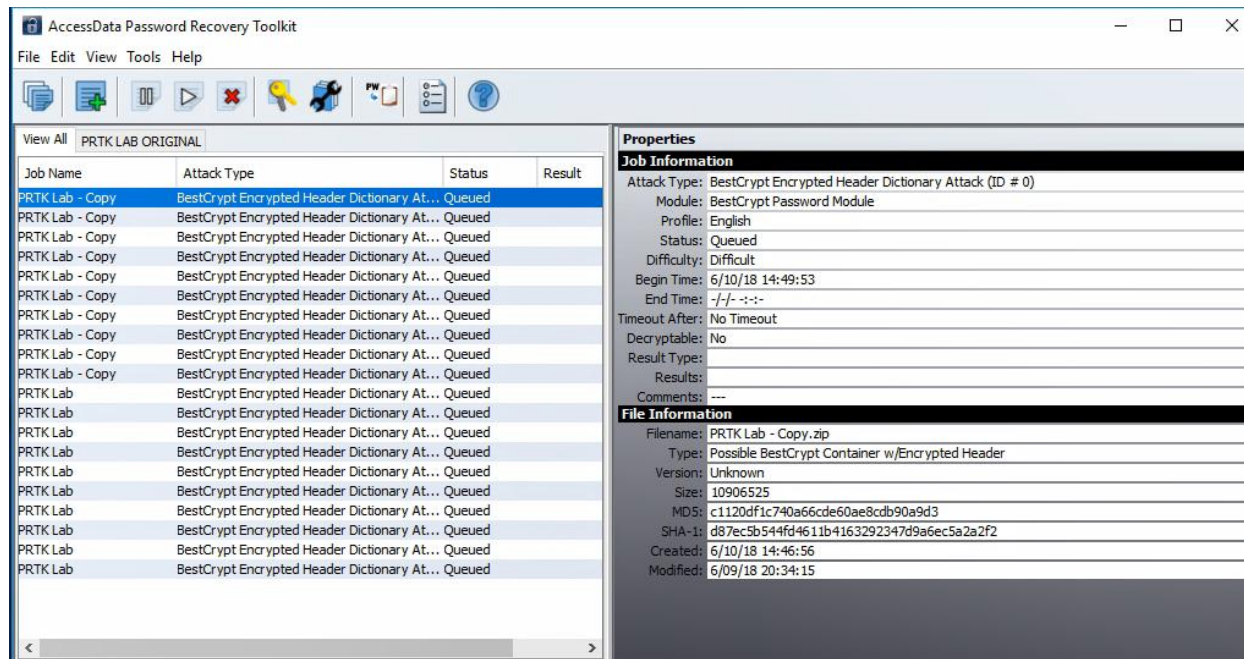 AccessData Password Recovery Toolkit
File Edit View Tools Help
View All PRTK LAB ORIGINAL
Job Name Attack Type Status Result
PRTK Lab - Copy BestCrypt Encrypted Header Dictionary At... Queued
PRTK Lab - Copy BestCrypt Encrypted Header Dictionary At... Queued
PRTK Lab - Copy BestCrypt Encrypted Header Dictionary At... Queued
PRTK Lab - Copy BestCrypt Encrypted Header Dictionary At... Queued
PRTK Lab - Copy BestCrypt Encrypted Header Dictionary At... Queued
PRTK Lab - Copy BestCrypt Encrypted Header Dictionary At... Queued
PRTK Lab - Copy BestCrypt Encrypted Header Dictionary At... Queued
PRTK Lab - Copy BestCrypt Encrypted Header Dictionary At... Queued
PRTK Lab - Copy BestCrypt Encrypted Header Dictionary At... Queued
PRTK Lab - Copy BestCrypt Encrypted Header Dictionary At... Queued
PRTK Lab BestCrypt Encrypted Header Dictionary At... Queued
PRTK Lab BestCrypt Encrypted Header Dictionary At... Queued
PRTK Lab BestCrypt Encrypted Header Dictionary At... Queued
PRTK Lab BestCrypt Encrypted Header Dictionary At... Queued
PRTK Lab BestCrypt Encrypted Header Dictionary At... Queued
PRTK Lab BestCrypt Encrypted Header Dictionary At... Queued
PRTK Lab BestCrypt Encrypted Header Dictionary At... Queued
PRTK Lab BestCrypt Encrypted Header Dictionary At... Queued
PRTK Lab BestCrypt Encrypted Header Dictionary At... Queued
PRTK Lab BestCrypt Encrypted Header Dictionary At... Queued
Properties
Job Information
Attack Type: BestCrypt Encrypted Header Dictionary Attack (ID # 0)
Module: BestCrypt Password Module
Profile: English
Status: Queued
Difficulty: Difficult
Begin Time: 6/10/18 14:49:53
End Time: -/-/- -:-:-
Timeout After: No Timeout
Decryptable: No
Result Type:
Results:
Comments: ---
File Information
Filename: PRTK Lab - Copy.zip
Type: Possible BestCrypt Container w/Encrypted Header
Version: Unknown
Size: 10906525
MD5: c1120df1c740a66cde60ae8cdb90a9d3
SHA-1: d87ec5b544fd4611b4163292347d9a6ec5a2a2f2
Created: 6/10/18 14:46:56
Modified: 6/09/18 20:34:15